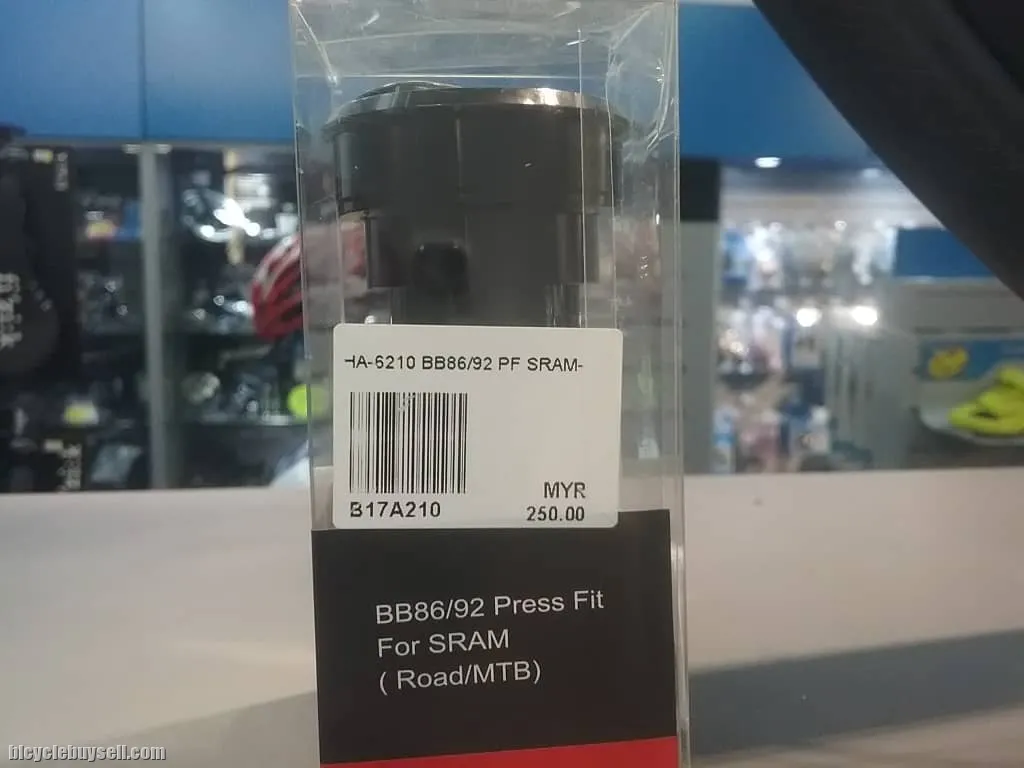 HA-6210 BB86/92 PF SRAM-
B17A210
MYR
250.00
BB86/92 Press Fit
For SRAM
( Road/MTB)
bicyclebuysell.com